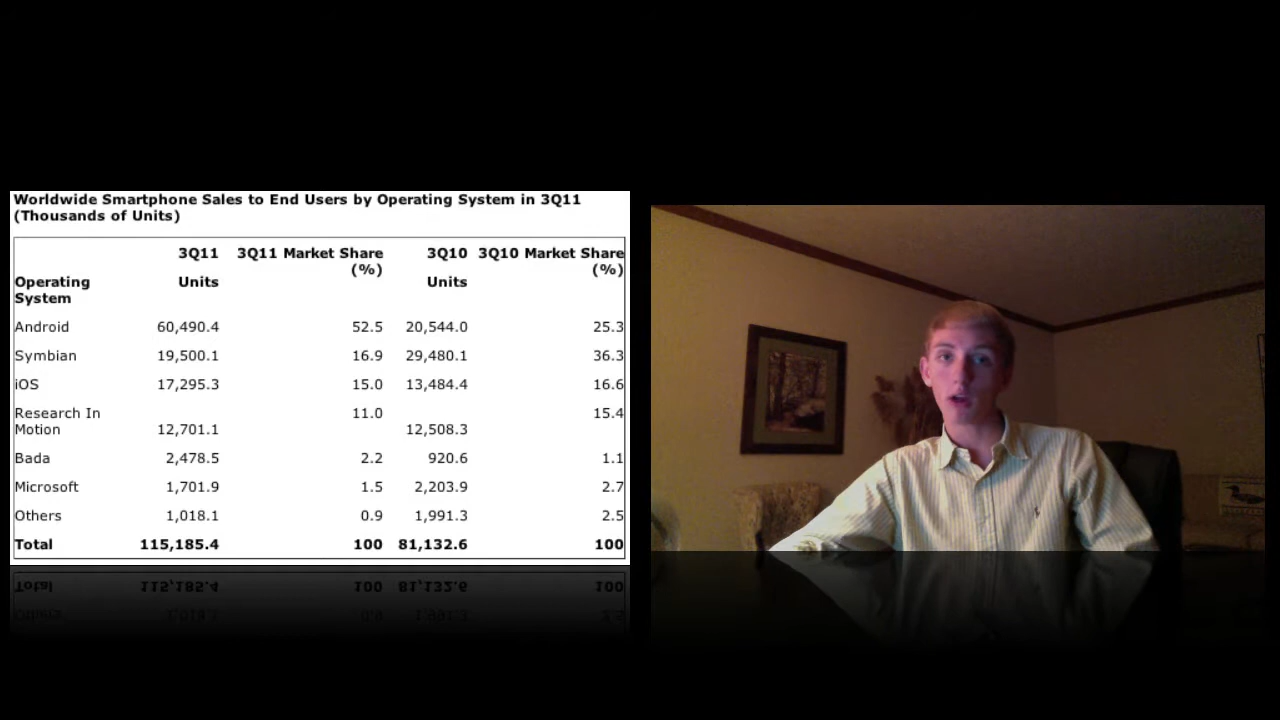 Worldwide Smartphone Sales to End Users by Operating System in 3Q11
(Thousands of Units)
3Q11 3Q11 Market Share 3Q10 3Q10 Market Share
(%) (%)
Operating Units Units
System
Android 60,490.4 52.5 20,544.0 25.3
Symbian 19,500.1 16.9 29,480.1 36.3
iOS 17,295.3 15.0 13,484.4 16.6
Research In 11.0 15.4
Motion 12,701.1 12,508.3
Bada 2,478.5 2.2 920.6 1.1
Microsoft 1,701.9 1.5 2,203.9 2.7
Others 1,018.1 0.9 1,991.3 2.5
Total 115,185.4 100 81,132.6 100